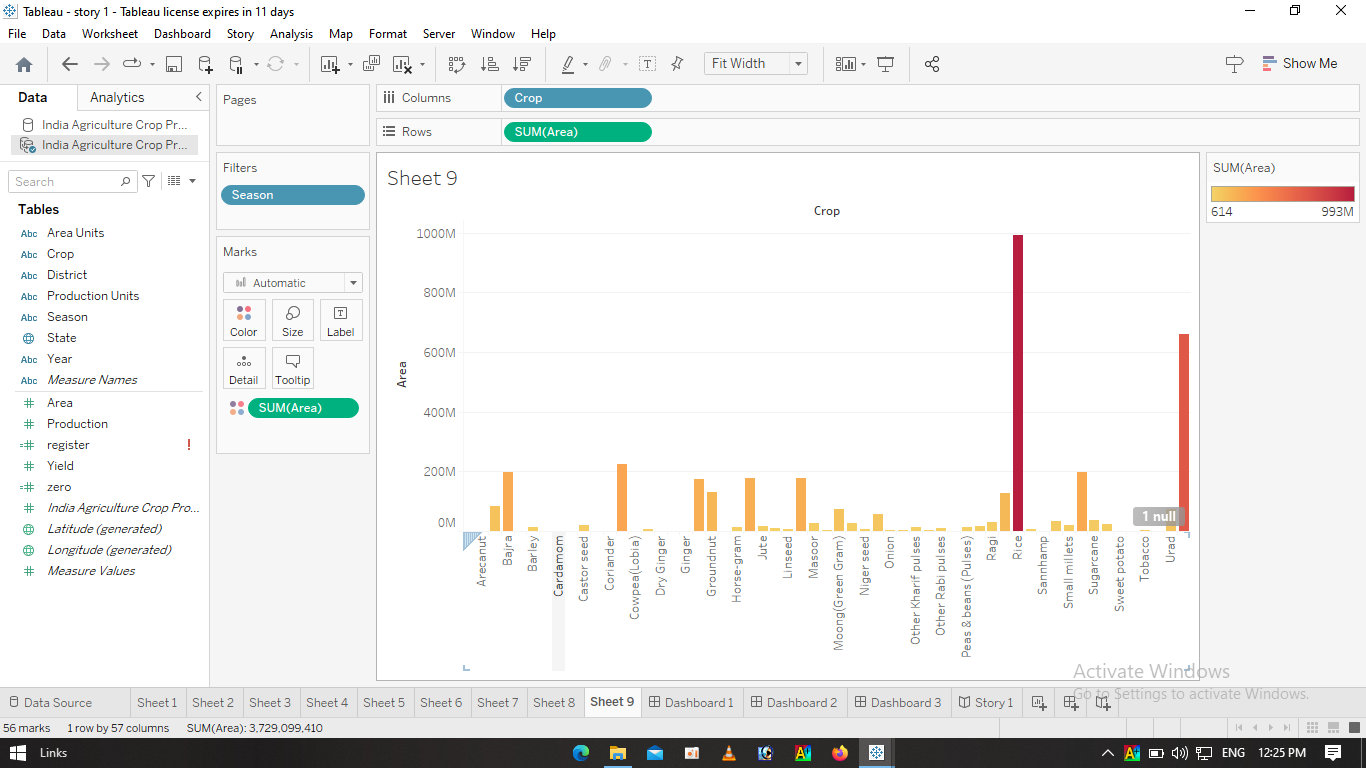 Tableau - story 1 - Tableau license expires in 11 days
File Data Worksheet Dashboard Story Analysis Map Format Server Window Help
Fit Width
Show Me
Data Analytics
India Agriculture Crop Pr...
India Agriculture Crop Pr...
Search
Tables
Abc Area Units
Abc Crop
Abc District
Abc Production Units
Abc Season
State
Abc Year
Abc Measure Names
# Area
# Production
=# register !
# Yield
=# zero
# India Agriculture Crop Pro...
Latitude (generated)
Longitude (generated)
# Measure Values
Pages
Filters
Season
Marks
Automatic
Color Size Label
Detail Tooltip
SUM(Area)
Columns Crop
Rows SUM(Area)
Sheet 9
Crop
Area
1000M
800M
600M
400M
200M
0M
1 null
Arecanut
Bajra
Barley
Cardamom
Castor seed
Coriander
Cowpea(Lobia)
Dry Ginger
Ginger
Groundnut
Horse-gram
Jute
Linseed
Masoor
Moong(Green Gram)
Niger seed
Onion
Other Kharif pulses
Other Rabi pulses
Peas & beans (Pulses)
Ragi
Rice
Sannhamp
Small millets
Sugarcane
Sweet potato
Tobacco
Urad
SUM(Area)
614 993M
Activate Windows
Go to Settings to activate Windows.
Data Source Sheet 1 Sheet 2 Sheet 3 Sheet 4 Sheet 5 Sheet 6 Sheet 7 Sheet 8 Sheet 9 Dashboard 1 Dashboard 2 Dashboard 3 Story 1
56 marks 1 row by 57 columns SUM(Area): 3,729,099,410
Links
ENG 12:25 PM